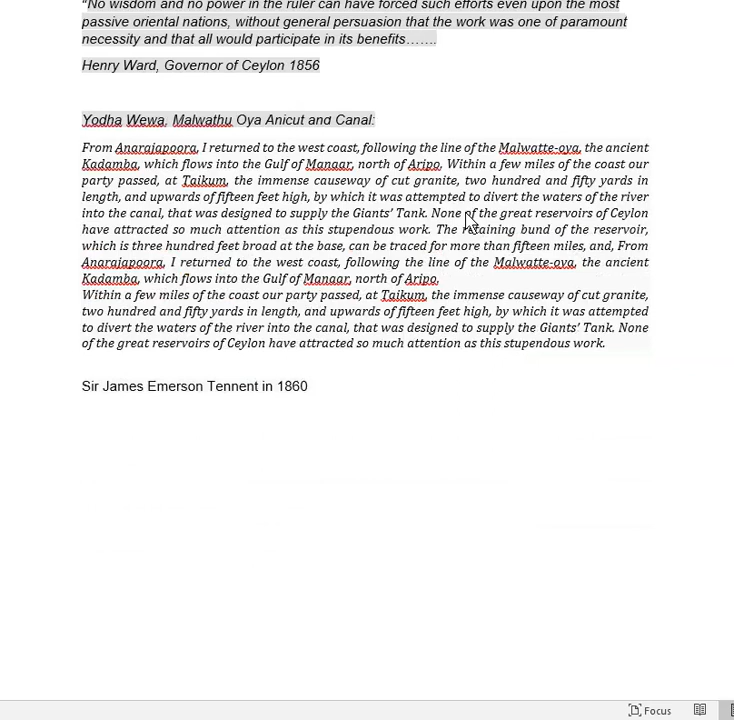 "No wisdom and no power in the ruler can have forced such efforts even upon the most
passive oriental nations, without general persuasion that the work was one of paramount
necessity and that all would participate in its benefits…….
Henry Ward, Governor of Ceylon 1856
Yodha Wewa, Malwathu Oya Anicut and Canal:
From Anarajapoora, I returned to the west coast, following the line of the Malwatte-oya, the ancient
Kadamba, which flows into the Gulf of Manaar, north of Aripo. Within a few miles of the coast our
party passed, at Taikum, the immense causeway of cut granite, two hundred and fifty yards in
length, and upwards of fifteen feet high, by which it was attempted to divert the waters of the river
into the canal, that was designed to supply the Giants' Tank. None of the great reservoirs of Ceylon
have attracted so much attention as this stupendous work. The retaining bund of the reservoir,
which is three hundred feet broad at the base, can be traced for more than fifteen miles, and, From
Anarajapoora, I returned to the west coast, following the line of the Malwatte-oya, the ancient
Kadamba, which flows into the Gulf of Manaar, north of Aripo.
Within a few miles of the coast our party passed, at Taikum, the immense causeway of cut granite,
two hundred and fifty yards in length, and upwards of fifteen feet high, by which it was attempted
to divert the waters of the river into the canal, that was designed to supply the Giants' Tank. None
of the great reservoirs of Ceylon have attracted so much attention as this stupendous work.
Sir James Emerson Tennent in 1860
Focus